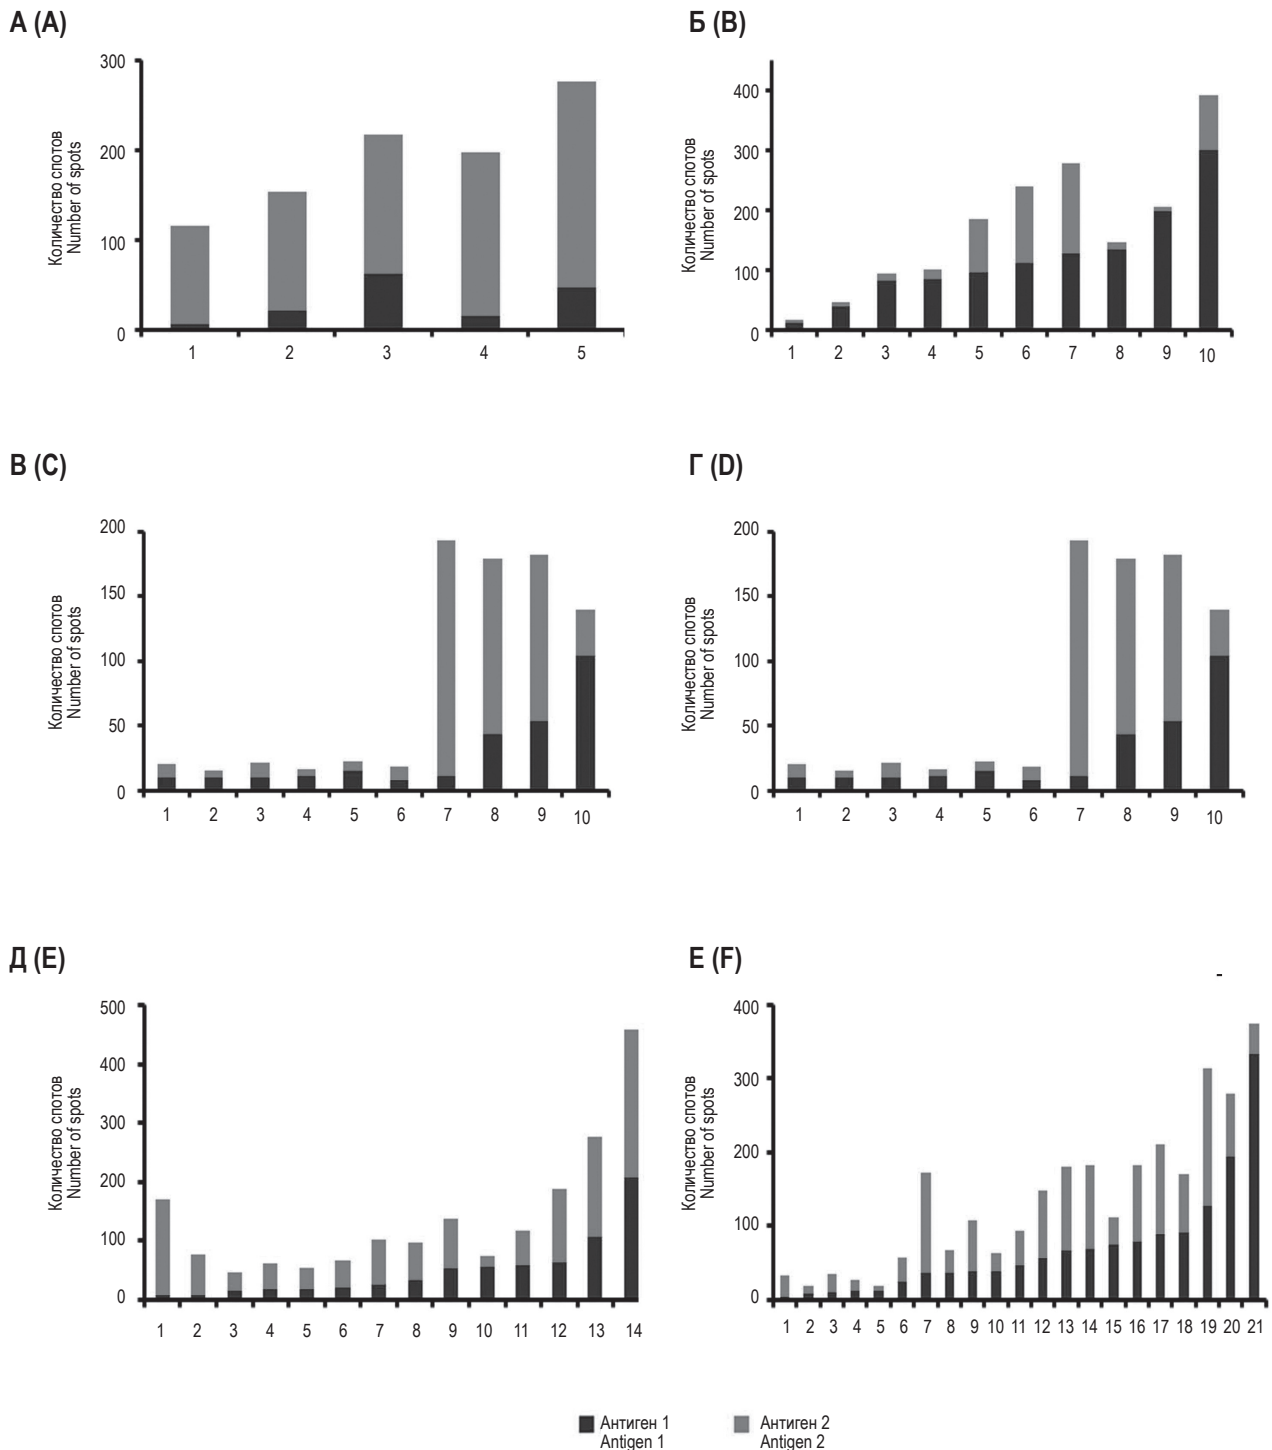 А (A)
300
200
100
0
Количество спотов
Number of spots
1 2 3 4 5
Б (B)
400
300
200
100
0
Количество спотов
Number of spots
1 2 3 4 5 6 7 8 9 10
В (C)
200
150
100
50
0
Количество спотов
Number of spots
1 2 3 4 5 6 7 8 9 10
Г (D)
200
150
100
50
0
Количество спотов
Number of spots
1 2 3 4 5 6 7 8 9 10
Д (E)
500
400
300
200
100
0
Количество спотов
Number of spots
1 2 3 4 5 6 7 8 9 10 11 12 13 14
Е (F)
-
400
300
200
100
0
Количество спотов
Number of spots
1 2 3 4 5 6 7 8 9 10 11 12 13 14 15 16 17 18 19 20 21
Антиген 1
Antigen 1
Антиген 2
Antigen 2